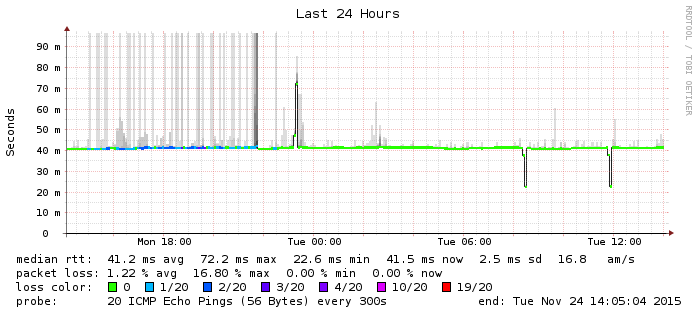 Last 24 Hours
RRDTOOL / TOBI OETIKER
Seconds
90 m
80 m
70 m
60 m
50 m
40 m
30 m
20 m
10 m
0
Mon 18:00 Tue 00:00 Tue 06:00 Tue 12:00
median rtt: 41.2 ms avg 72.2 ms max 22.6 ms min 41.5 ms now 2.5 ms sd 16.8 am/s
packet loss: 1.22 % avg 16.80 % max 0.00 % min 0.00 % now
loss color: 0 1/20 2/20 3/20 4/20 10/20 19/20
probe: 20 ICMP Echo Pings (56 Bytes) every 300s end: Tue Nov 24 14:05:04 2015